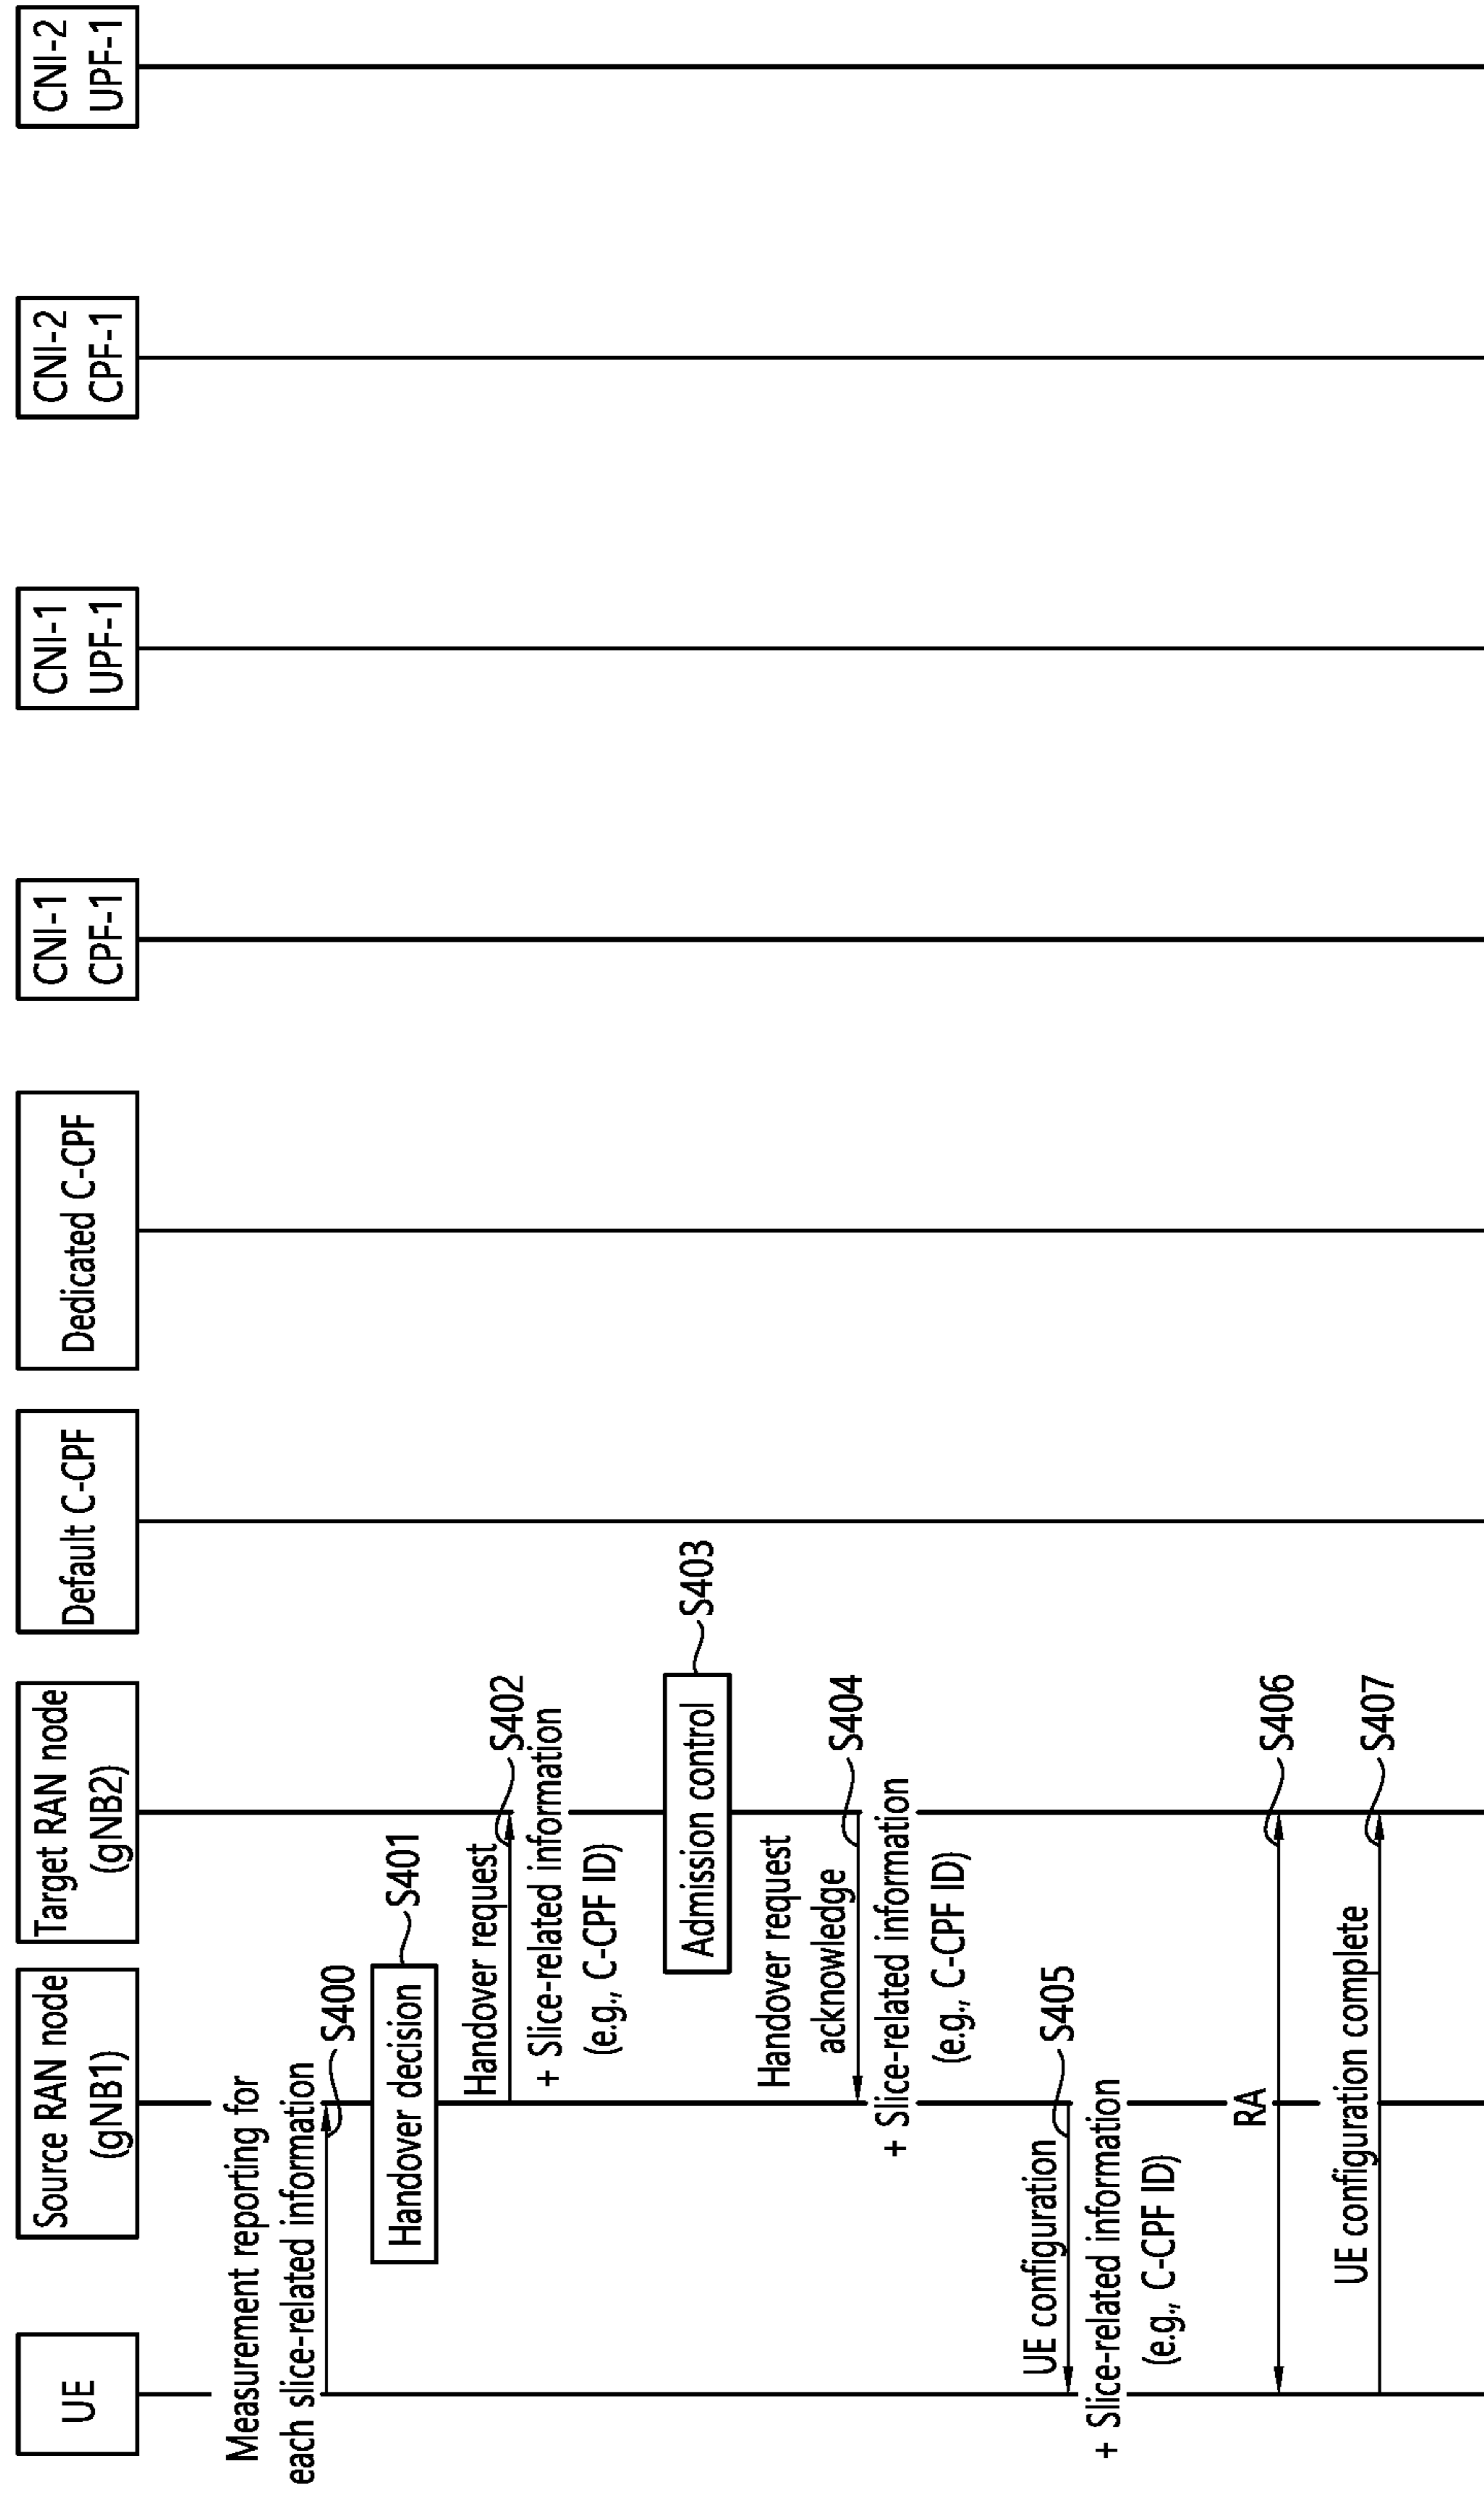 UE
Source RAN node
(gNB1)
Target RAN node
(gNB2)
Default C-CPF
Dedicated C-CPF
CNI-1
CPF-1
CNI-1
UPF-1
CNI-2
CPF-1
CNI-2
UPF-1
Measurement reporting for
each slice-related information
S400
Handover decision
S401
Handover request
S402
+ Slice-related information
(e.g., C-CPF ID)
Admission control
S403
Handover request
acknowledge
S404
+ Slice-related information
(e.g., C-CPF ID)
UE configuration
S405
+ Slice-related information
(e.g., C-CPF ID)
RA
S406
UE configuration complete
S407